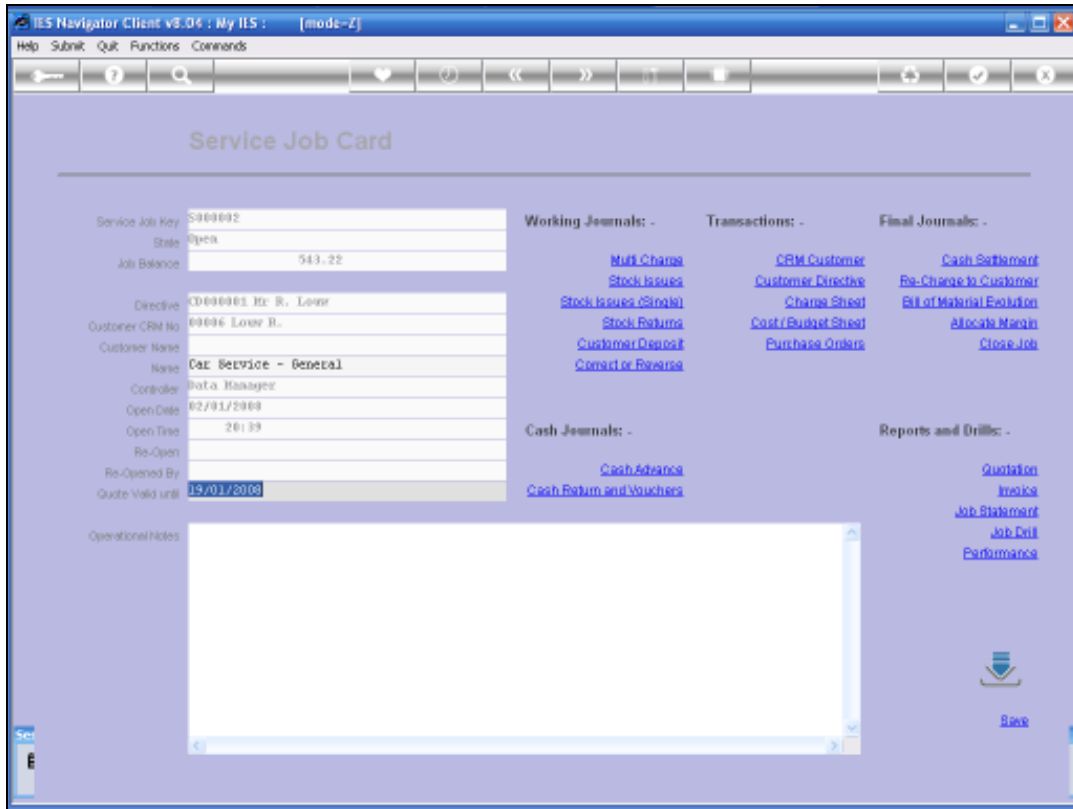 IES Navigator Client v8.04 : My IES :      [mode=Z]
Help  Submit  Quit  Functions  Commands
Service Job Card
Service Job Key  S000002
State  Open
Job Balance  543.22
Directive  CD000001 Mr R. Louw
Customer CRM No  00006 Louw R.
Customer Name
Name  Car Service - General
Controller  Data Manager
Open Date  02/01/2008
Open Time  20:39
Re-Open
Re-Opened By
Quote Valid until  19/01/2008
Operational Notes
Working Journals: -
Multi Charge
Stock Issues
Stock Issues (Single)
Stock Returns
Customer Deposit
Correct or Reverse
Transactions: -
CRM Customer
Customer Directive
Charge Sheet
Cost / Budget Sheet
Purchase Orders
Final Journals: -
Cash Settlement
Re-Charge to Customer
Bill of Material Evolution
Allocate Margin
Close Job
Cash Journals: -
Cash Advance
Cash Return and Vouchers
Reports and Drills: -
Quotation
Invoice
Job Statement
Job Drill
Performance
Save